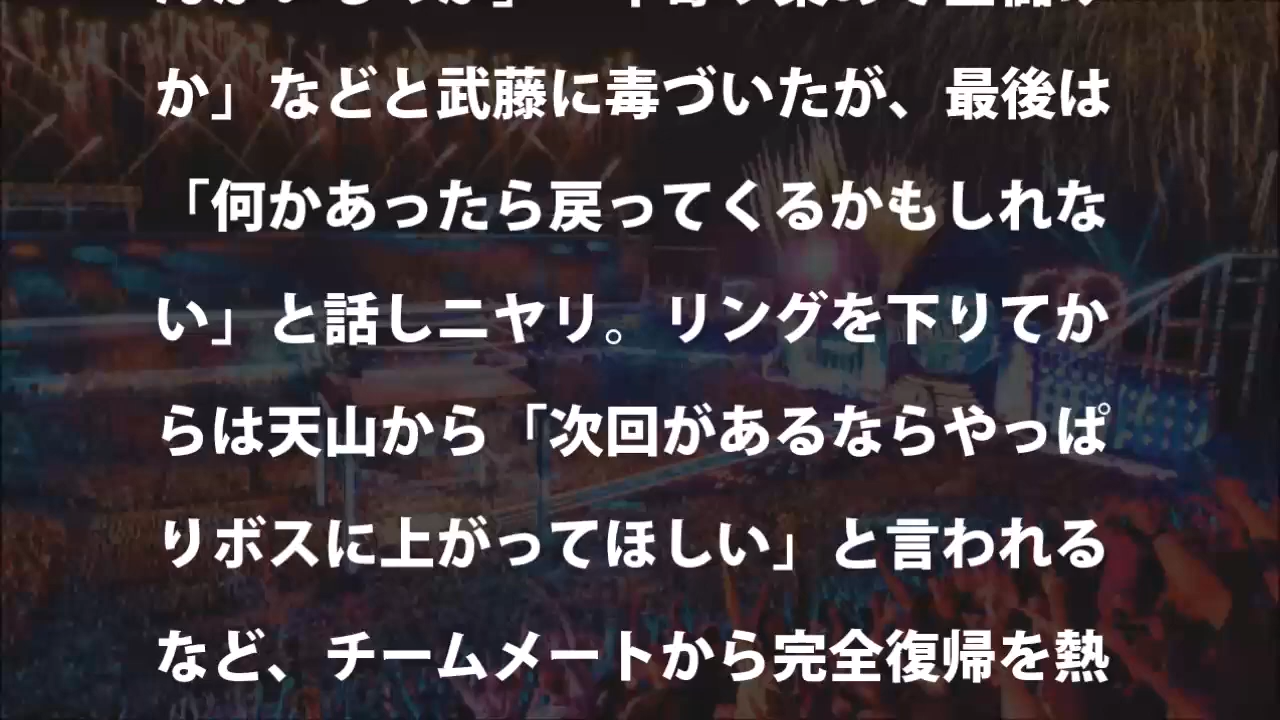 か」などと武藤に毒づいたが、最後は
「何かあったら戻ってくるかもしれな
い」と話しニヤリ。リングを下りてか
らは天山から「次回があるならやっぱ
りボスに上がってほしい」と言われる
など、チームメートから完全復帰を熱